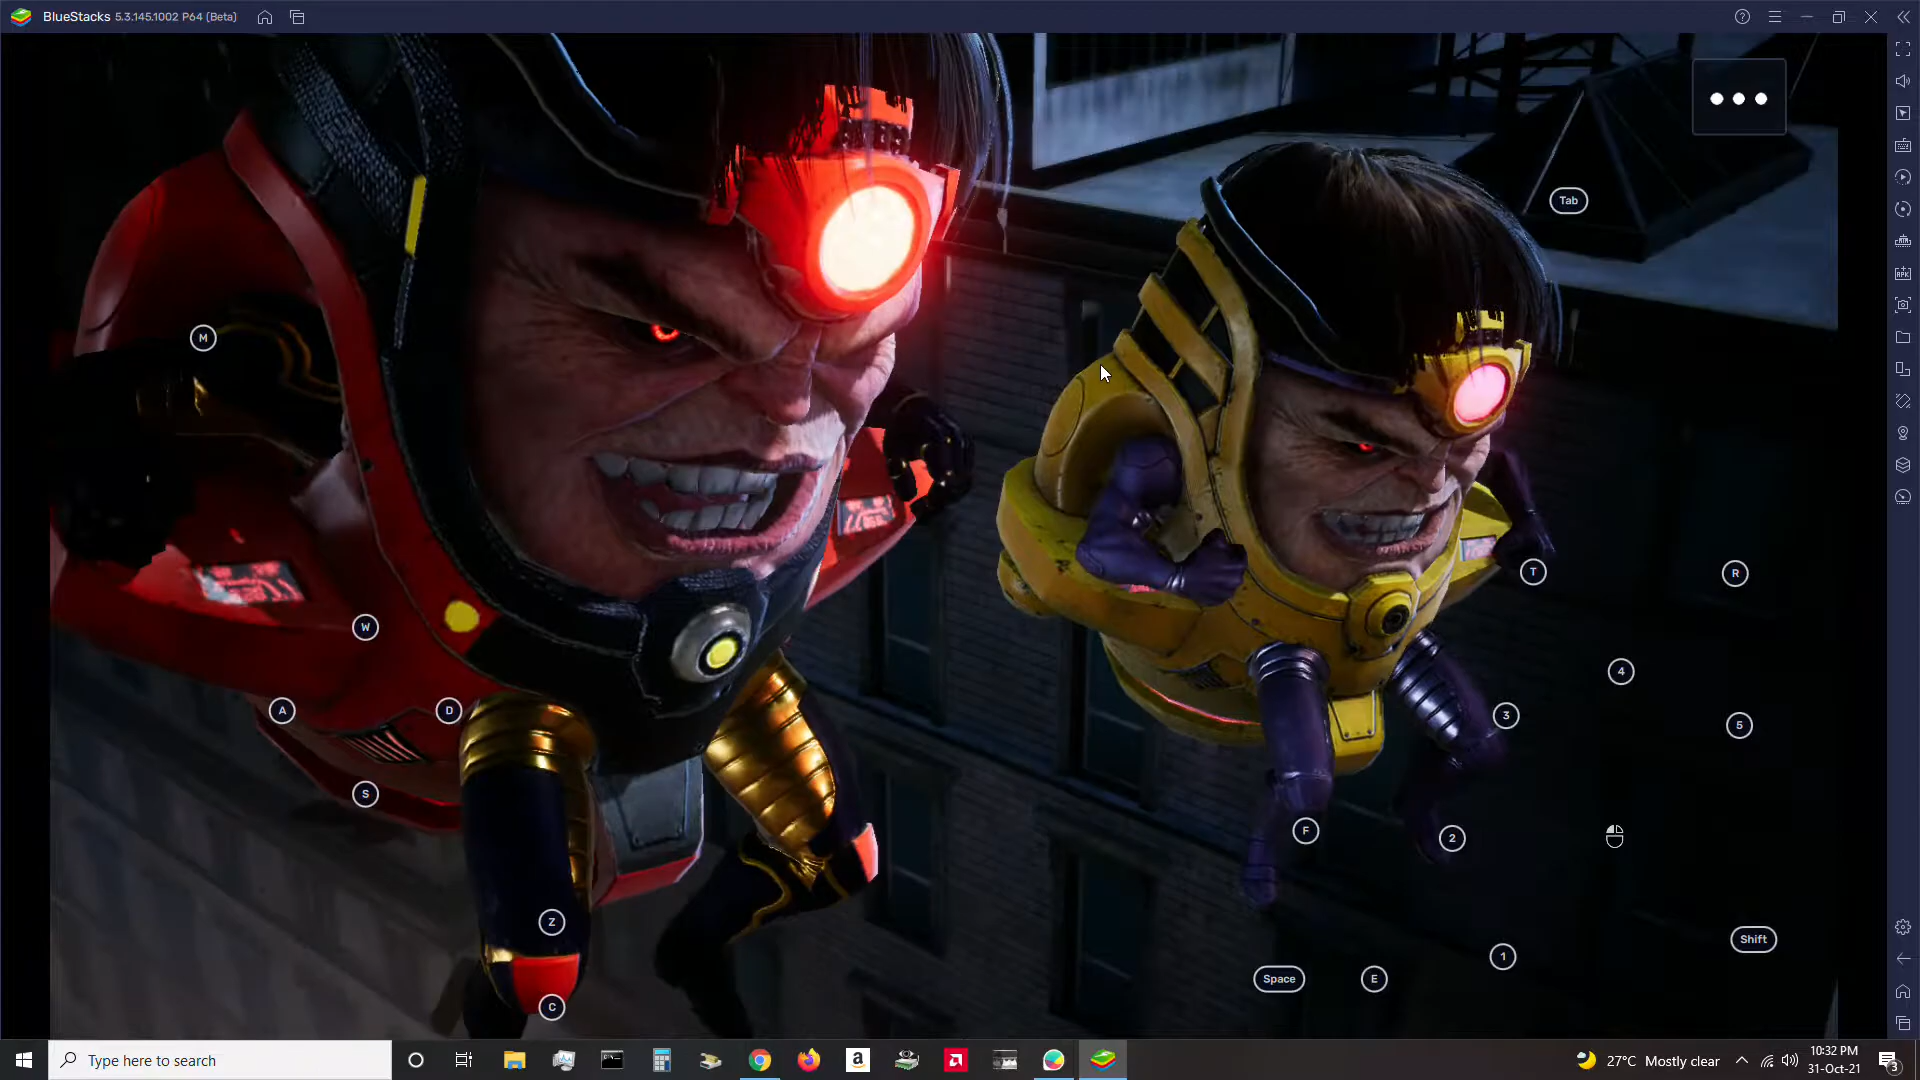 BlueStacks 5.3.145.1002 P64 (Beta)
Tab
M
T
R
W
4
A
D
3
5
S
F
2
Z
Shift
1
Space
E
C
Type here to search
27°C Mostly clear
10:32 PM
31-Oct-21
3